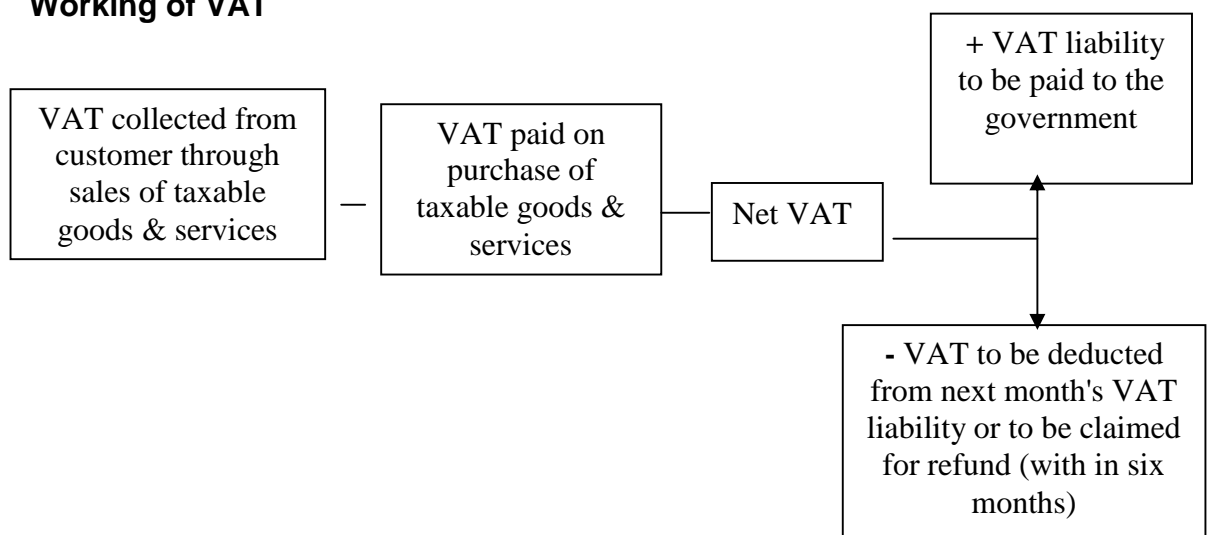 Working of VAT
VAT collected from
customer through
sales of taxable
goods & services
–
VAT paid on
purchase of
taxable goods &
services
Net VAT
+ VAT liability
to be paid to the
government
- VAT to be deducted
from next month's VAT
liability or to be claimed
for refund (with in six
months)